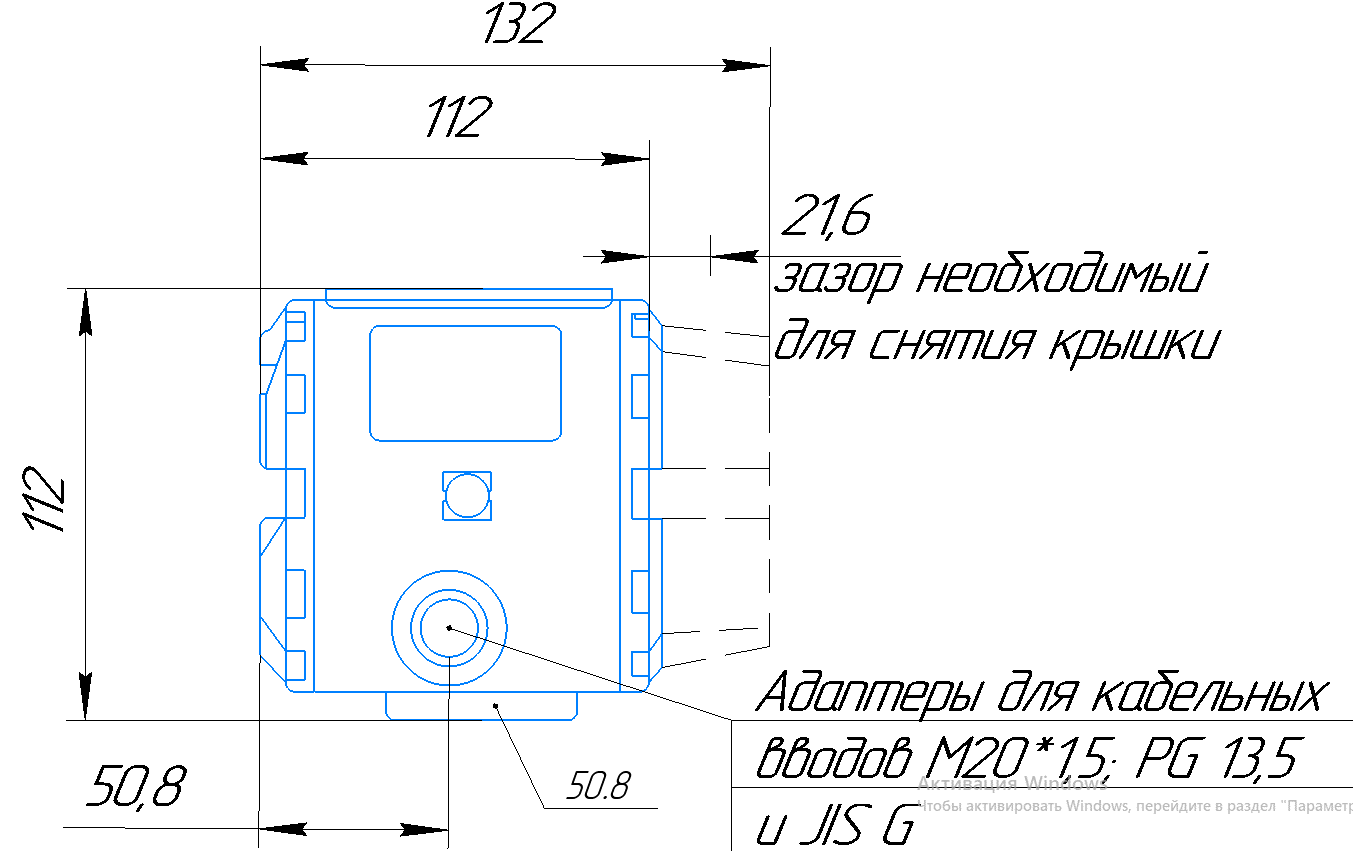 132
112
21,6
зазор необходимый
для снятия крышки
112
Адаптеры для кабельных
вводов М20*1,5; PG 13,5
и JIS G
50,8
50.8
Активация Windows
Чтобы активировать Windows, перейдите в раздел "Параметр